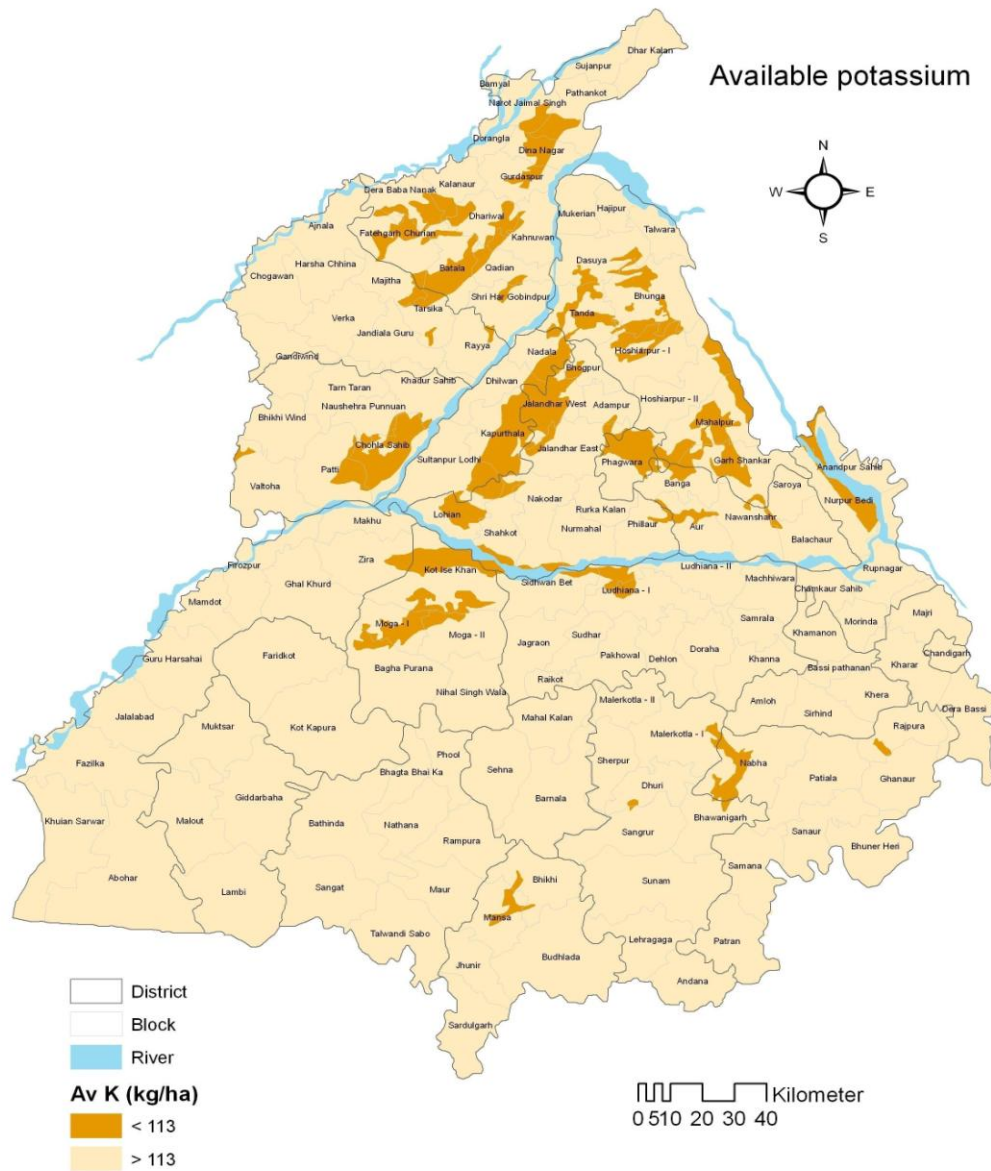 Available potassium
N
W E
S
Dhar Kalan
Sujanpur
Bamyal
Pathankot
Narot Jaimal Singh
Dorangla
Dina Nagar
Gurdaspur
Kalanaur
Dera Baba Nanak
Dhariwal
Mukerian
Hajipur
Talwara
Ajnala
Fatehgarh Churian
Kahnuwan
Harsha Chhina
Batala
Qadian
Dasuya
Chogawan
Majitha
Shri Har Gobindpur
Bhunga
Tarsika
Tanda
Verka
Jandiala Guru
Rayya
Nadala
Hoshiarpur - I
Gandiwind
Bhogpur
Tarn Taran
Khadur Sahib
Dhilwan
Naushehra Punnuan
Jalandhar West
Adampur
Hoshiarpur - II
Bhikhi Wind
Mahalpur
Chohla Sahib
Kapurthala
Sultanpur Lodhi
Jalandhar East
Phagwara
Garh Shankar
Anandpur Sahib
Patti
Valtoha
Banga
Saroya
Nurpur Bedi
Nakodar
Lohian
Rurka Kalan
Makhu
Shahkot
Nurmahal
Phillaur
Aur
Nawanshahr
Balachaur
Zira
Firozpur
Kot Ise Khan
Ludhiana - II
Rupnagar
Ghal Khurd
Sidhwan Bet
Ludhiana - I
Machhiwara
Chamkaur Sahib
Mamdot
Moga - I
Moga - II
Samrala
Morinda
Majri
Guru Harsahai
Faridkot
Jagraon
Sudhar
Pakhowal
Dehlon
Doraha
Khanna
Khamanon
Chandigarh
Bagha Purana
Bassi pathanan
Kharar
Raikot
Nihal Singh Wala
Malerkotla - II
Amloh
Khera
Dera Bassi
Jalalabad
Muktsar
Kot Kapura
Mahal Kalan
Sirhind
Rajpura
Malerkotla - I
Fazilka
Phool
Sherpur
Nabha
Bhagta Bhai Ka
Sehna
Dhuri
Patiala
Ghanaur
Giddarbaha
Barnala
Khuian Sarwar
Malout
Bathinda
Nathana
Bhawanigarh
Rampura
Sangrur
Sanaur
Bhuner Heri
Abohar
Lambi
Sangat
Maur
Bhikhi
Sunam
Samana
Mansa
Talwandi Sabo
Lehragaga
Patran
Jhunir
Budhlada
Andana
Sardulgarh
District
Block
River
Av K (kg/ha)
< 113
> 113
Kilometer
0 5 10 20 30 40